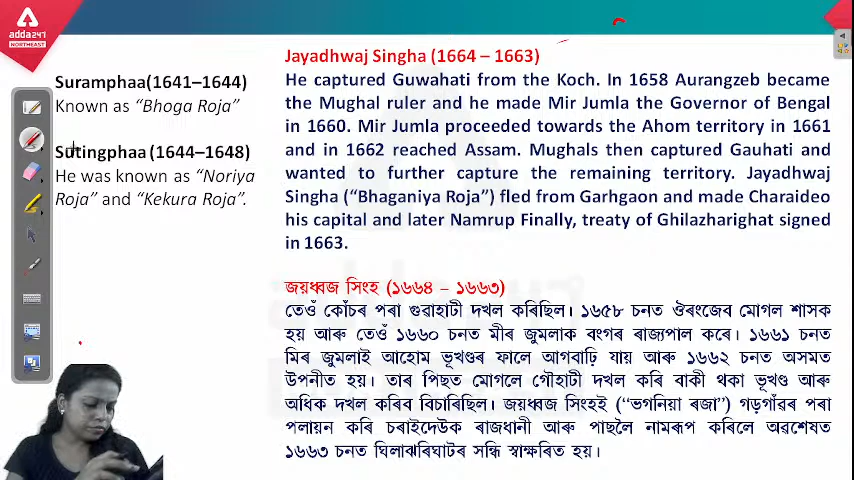 adda247
NORTHEAST
Suramphaa(1641–1644)
Known as “Bhoga Roja”
Sutingphaa (1644–1648)
He was known as “Noriya
Roja” and “Kekura Roja”.
Jayadhwaj Singha (1664 – 1663)
He captured Guwahati from the Koch. In 1658 Aurangzeb became
the Mughal ruler and he made Mir Jumla the Governor of Bengal
in 1660. Mir Jumla proceeded towards the Ahom territory in 1661
and in 1662 reached Assam. Mughals then captured Gauhati and
wanted to further capture the remaining territory. Jayadhwaj
Singha (“Bhaganiya Roja”) fled from Garhgaon and made Charaideo
his capital and later Namrup Finally, treaty of Ghilazharighat signed
in 1663.
জয়ধ্বজ সিংহ (১৬৬৪ – ১৬৬৩)
তেওঁ কোঁচৰ পৰা গুৱাহাটী দখল কৰিছিল। ১৬৫৮ চনত ঔৰংজেব মোগল শাসক
হয় আৰু তেওঁ ১৬৬০ চনত মীৰ জুমলাক বংগৰ ৰাজ্যপাল কৰে। ১৬৬১ চনত
মিৰ জুমলাই আহোম ভূখণ্ডৰ ফালে আগবাঢ়ি যায় আৰু ১৬৬২ চনত অসমত
উপনীত হয়। তাৰ পিছত মোগলে গৌহাটী দখল কৰি বাকী থকা ভূখণ্ড আৰু
অধিক দখল কৰিব বিচাৰিছিল। জয়ধ্বজ সিংহই (“ভগনিয়া ৰজা”) গড়গাঁৱৰ পৰা
পলায়ন কৰি চৰাইদেউক ৰাজধানী আৰু পাছলৈ নামৰূপ কৰিলে অৱশেষত
১৬৬৩ চনত ঘিলাঝৰিঘাটৰ সন্ধি স্বাক্ষৰিত হয়।